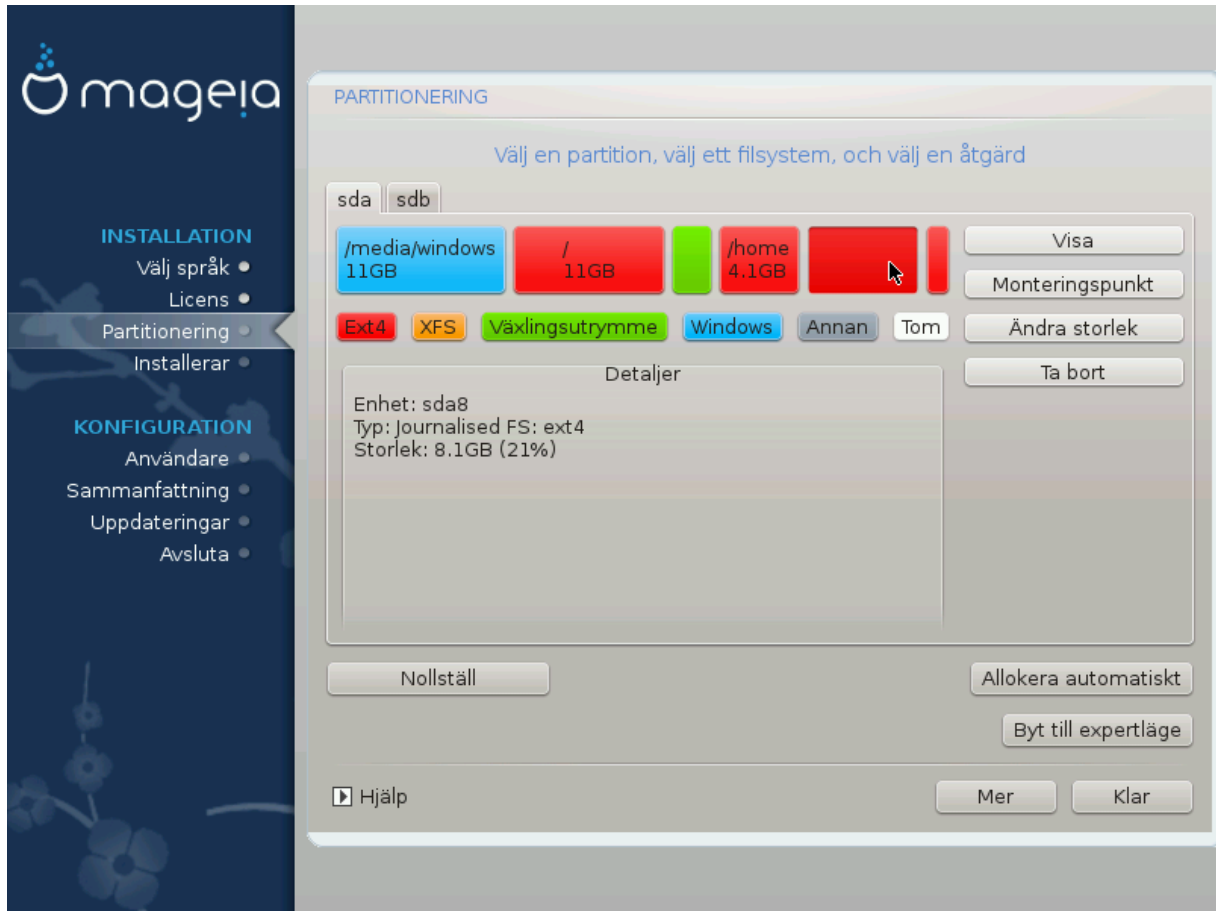 mageia
INSTALLATION
Välj språk
Licens
Partitionering
Installerar
KONFIGURATION
Användare
Sammanfattning
Uppdateringar
Avsluta
PARTITIONERING
Välj en partition, välj ett filsystem, och välj en åtgärd
sda sdb
/media/windows
11GB
/
11GB
/home
4.1GB
Visa
Monteringspunkt
Ändra storlek
Ta bort
Ext4 XFS Växlingsutrymme Windows Annan Tom
Detaljer
Enhet: sda8
Typ: Journalised FS: ext4
Storlek: 8.1GB (21%)
Nollställ
Allokera automatiskt
Byt till expertläge
Hjälp
Mer
Klar